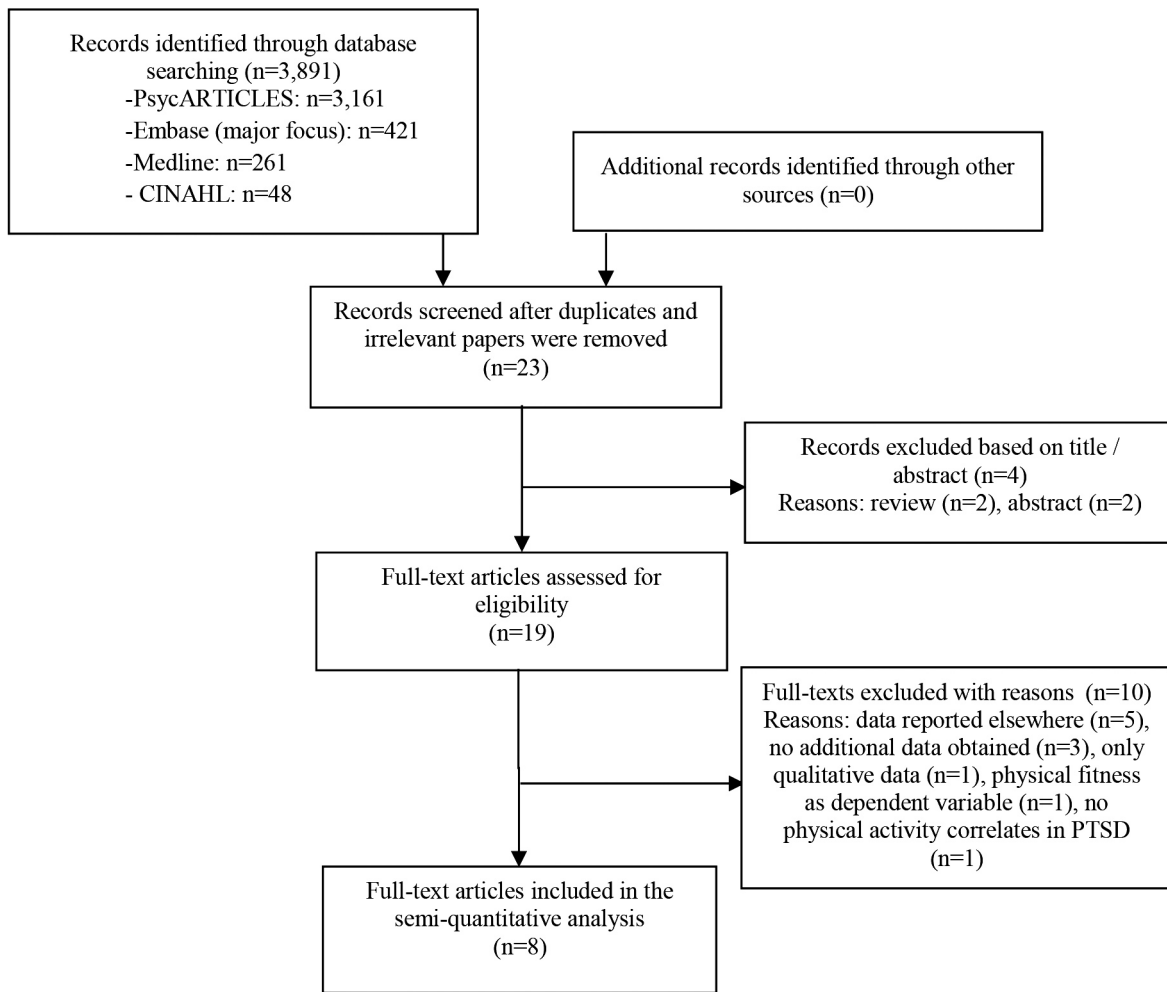 Records identified through database
searching (n=3,891)
-PsycARTICLES: n=3,161
-Embase (major focus): n=421
-Medline: n=261
- CINAHL: n=48
Additional records identified through other
sources (n=0)
Records screened after duplicates and
irrelevant papers were removed
(n=23)
Records excluded based on title /
abstract (n=4)
Reasons: review (n=2), abstract (n=2)
Full-text articles assessed for
eligibility
(n=19)
Full-texts excluded with reasons (n=10)
Reasons: data reported elsewhere (n=5),
no additional data obtained (n=3), only
qualitative data (n=1), physical fitness
as dependent variable (n=1), no
physical activity correlates in PTSD
(n=1)
Full-text articles included in the
semi-quantitative analysis
(n=8)